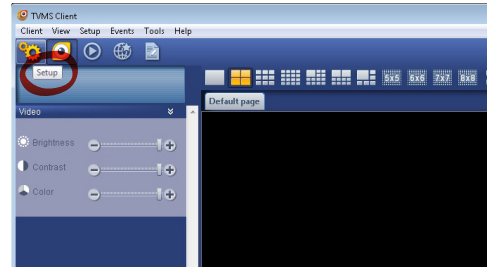 TVMS Client
Client View Setup Events Tools Help
Setup
5x5 6x6 7x7 8x8
Default page
Video
Brightness
Contrast
Color